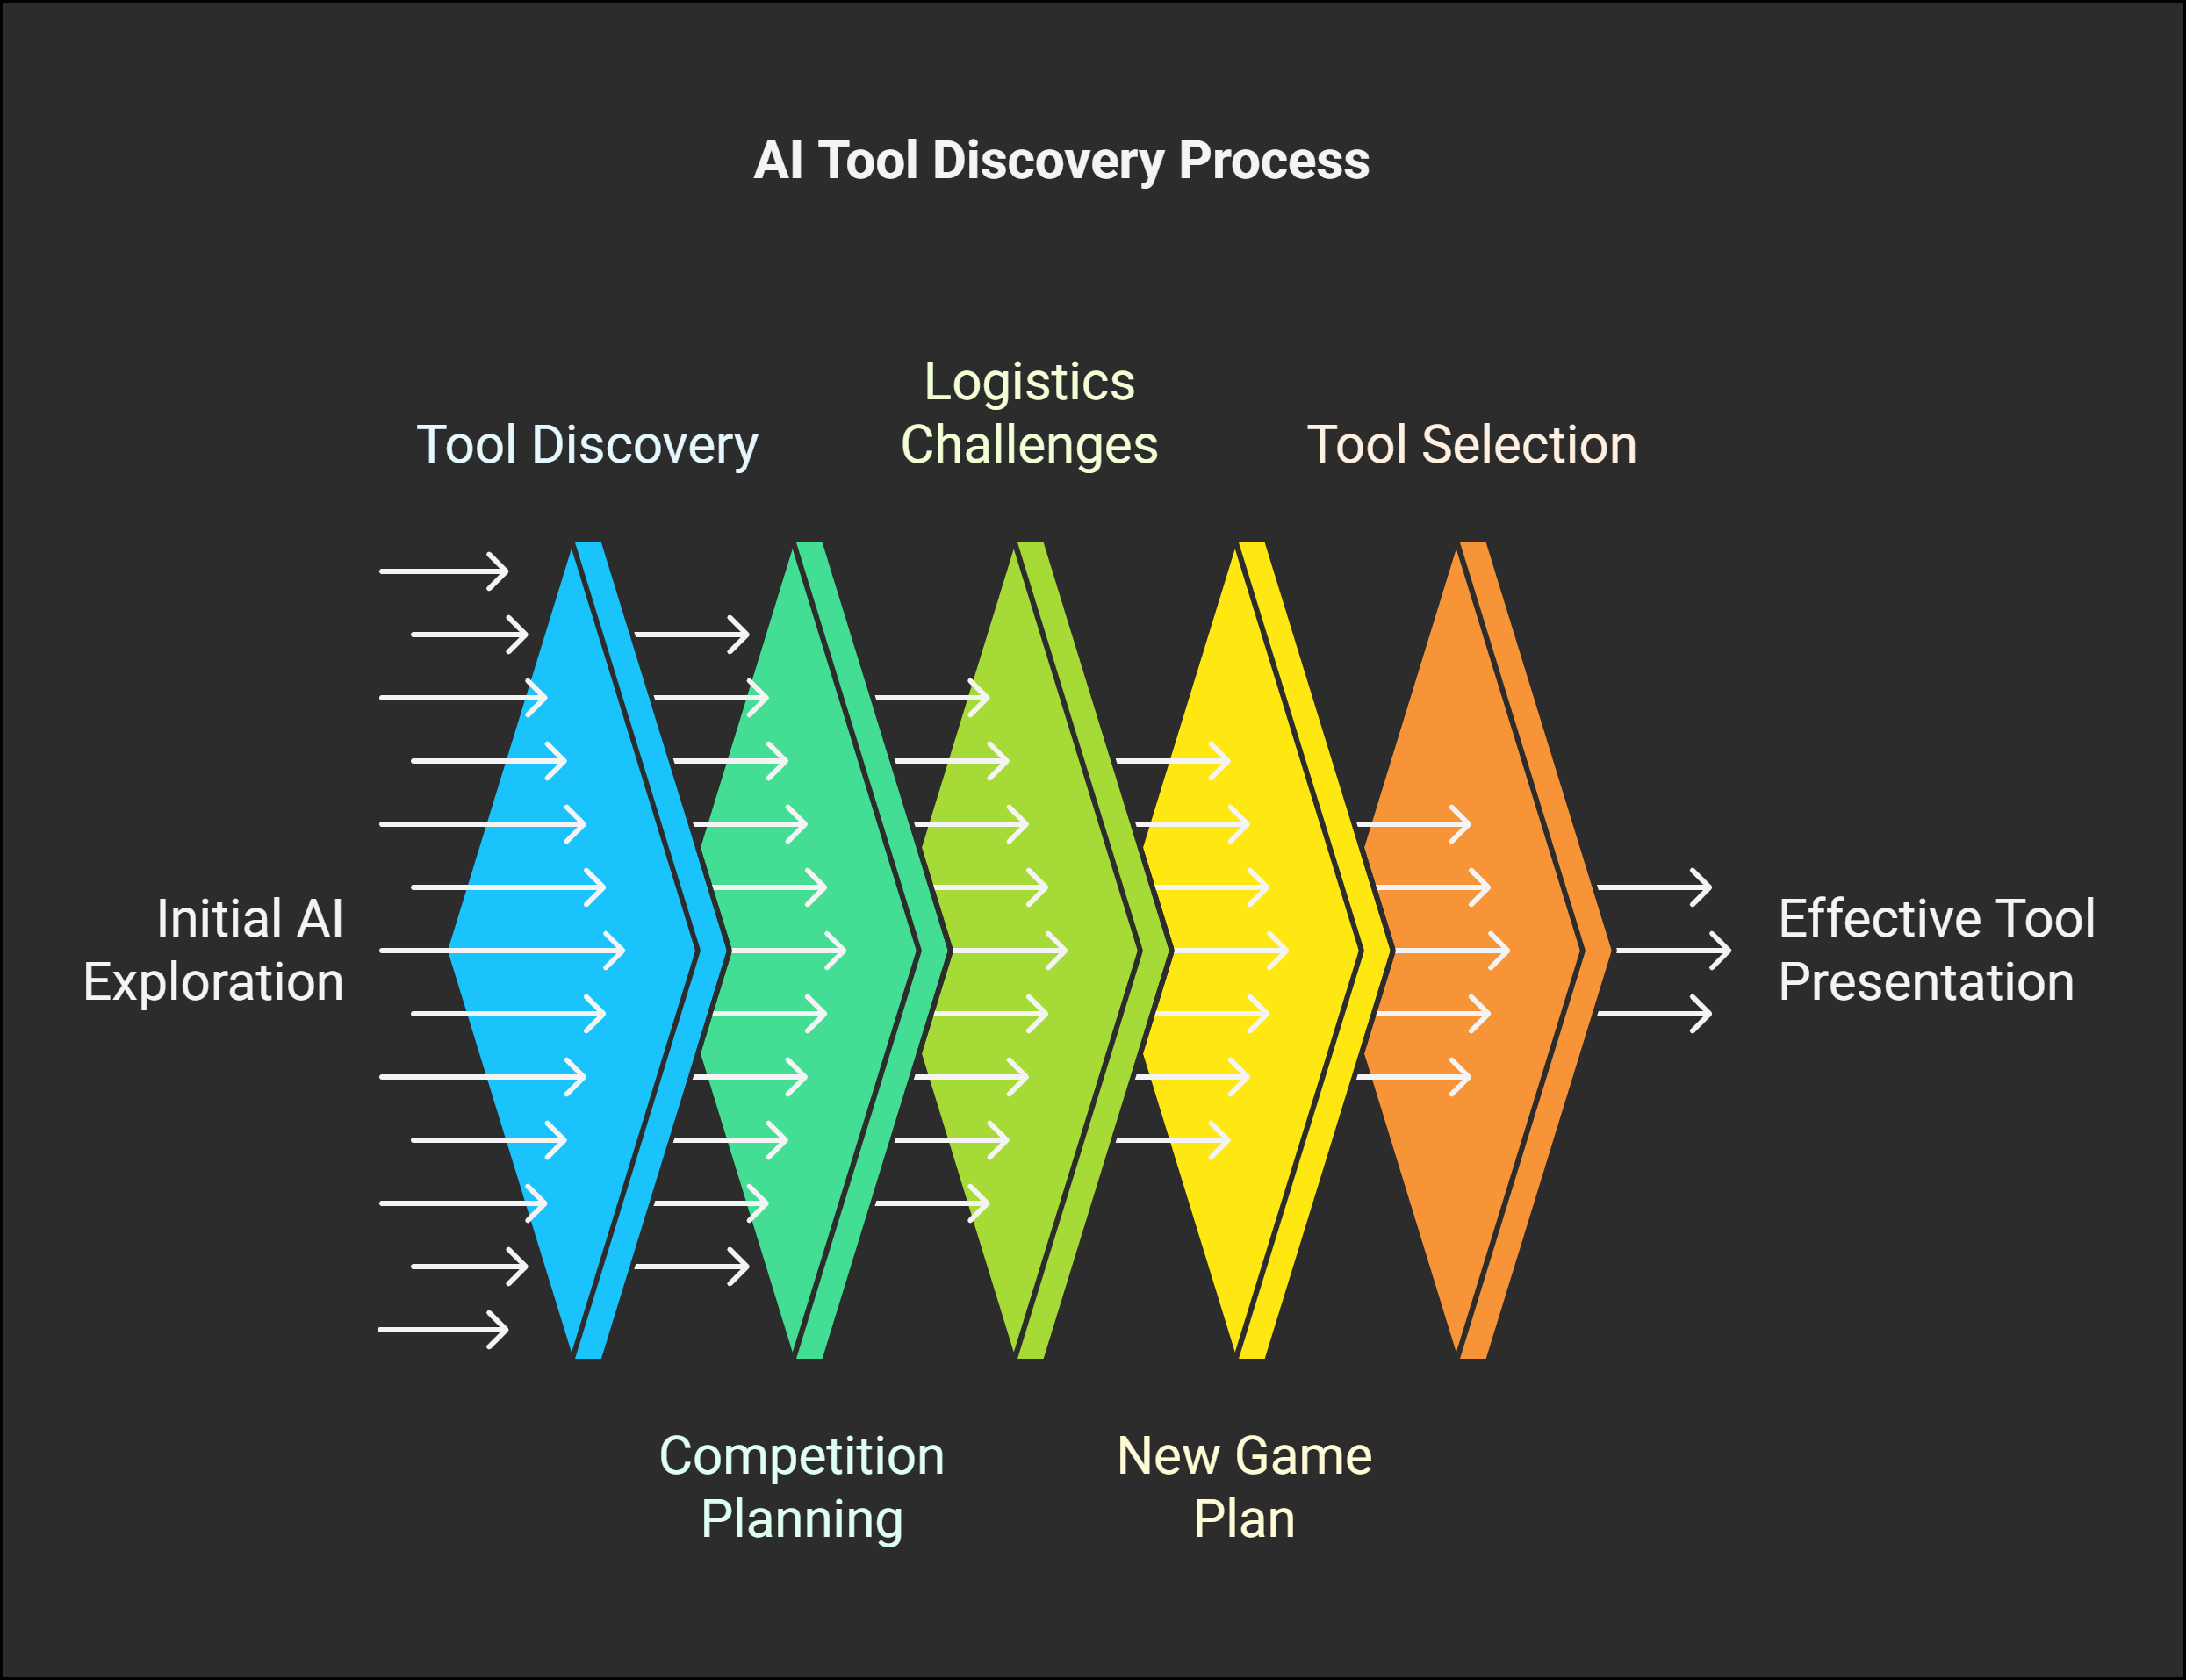 AI Tool Discovery Process
Logistics
Challenges
Tool Discovery
Tool Selection
Initial AI
Exploration
Effective Tool
Presentation
Competition
Planning
New Game
Plan